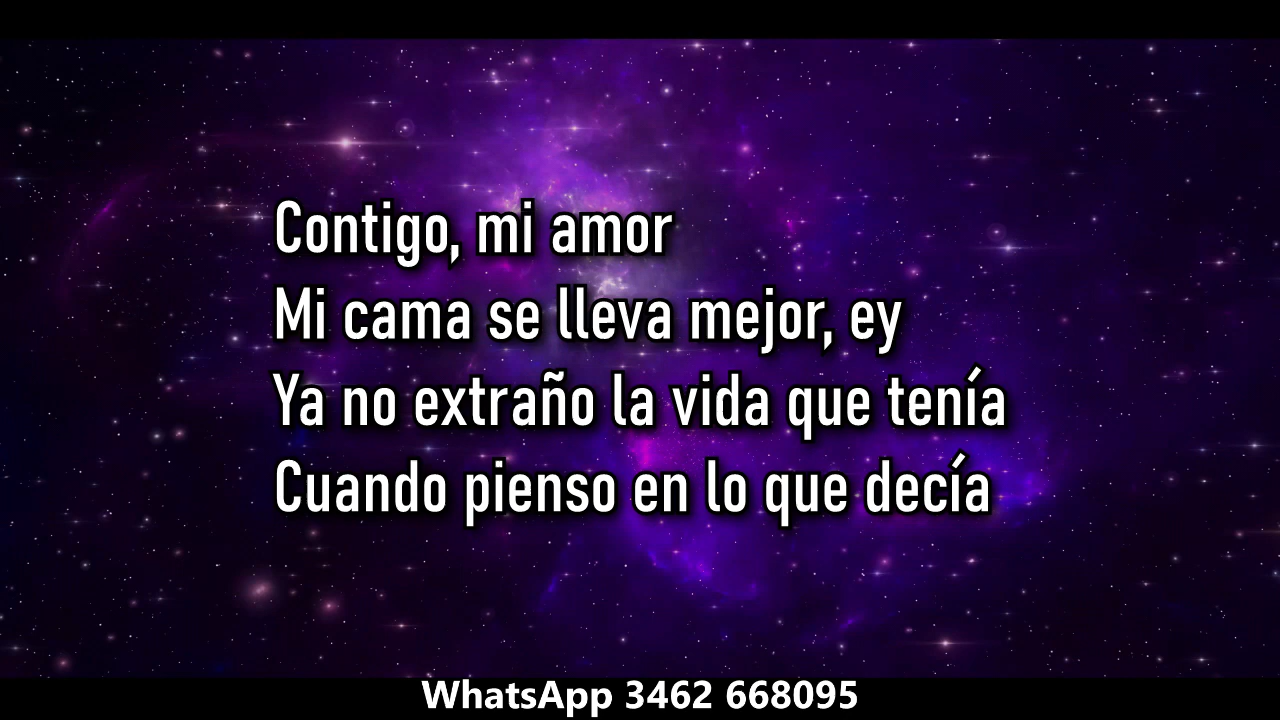 Contigo, mi amor
Mi cama se lleva mejor, ey
Ya no extraño la vida que tenía
Cuando pienso en lo que decía
WhatsApp 3462 668095